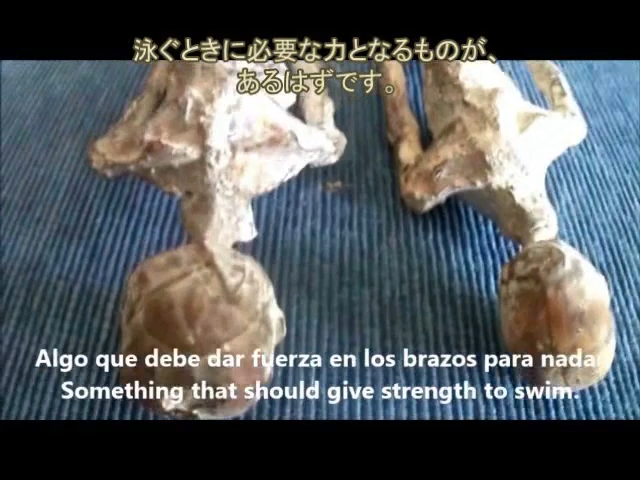 泳ぐときに必要な力となるものが、
あるはずです。
Algo que debe dar fuerza en los brazos para nadar
Something that should give strength to swim.